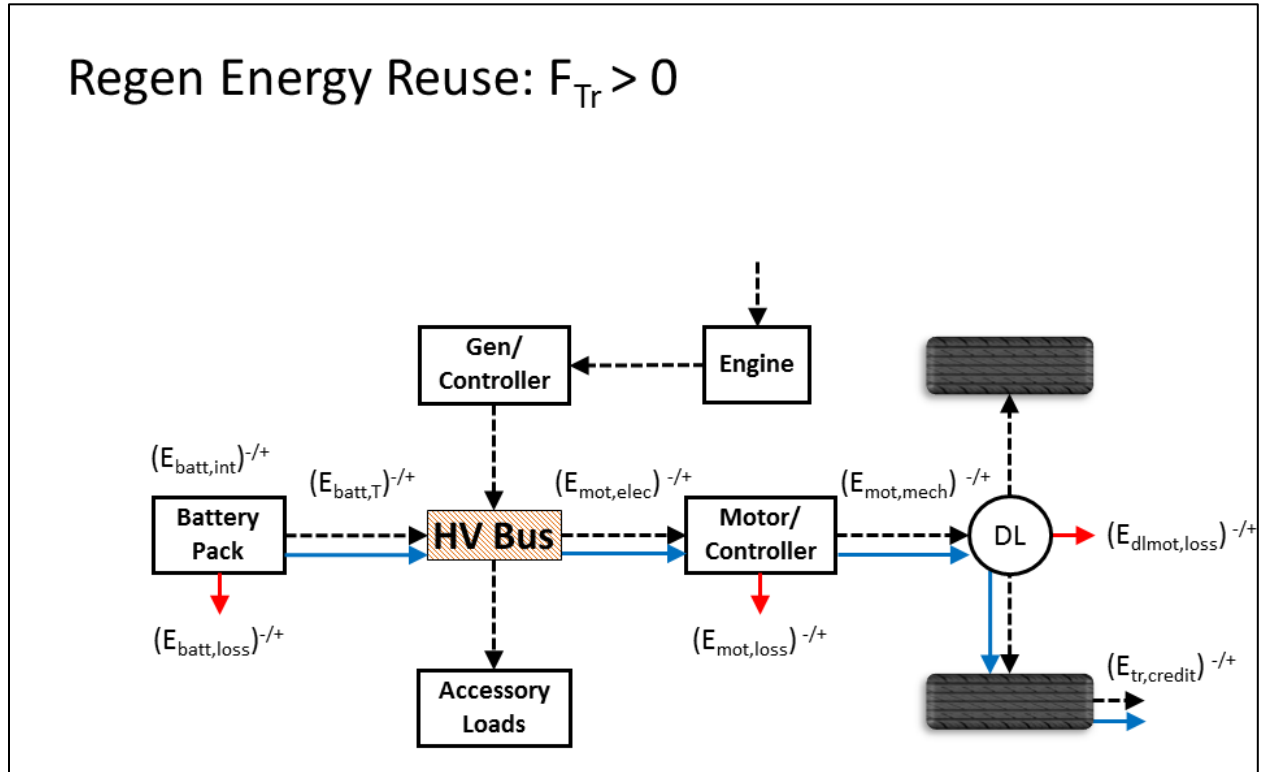 Regen Energy Reuse: F_Tr > 0
Gen/
Controller
Engine
(E_batt,int)^-/+
(E_batt,T)^-/+
(E_mot,elec)^-/+
(E_mot,mech)^-/+
Battery
Pack
HV Bus
Motor/
Controller
DL
(E_dlmot,loss)^-/+
(E_batt,loss)^-/+
(E_mot,loss)^-/+
Accessory
Loads
(E_tr,credit)^-/+